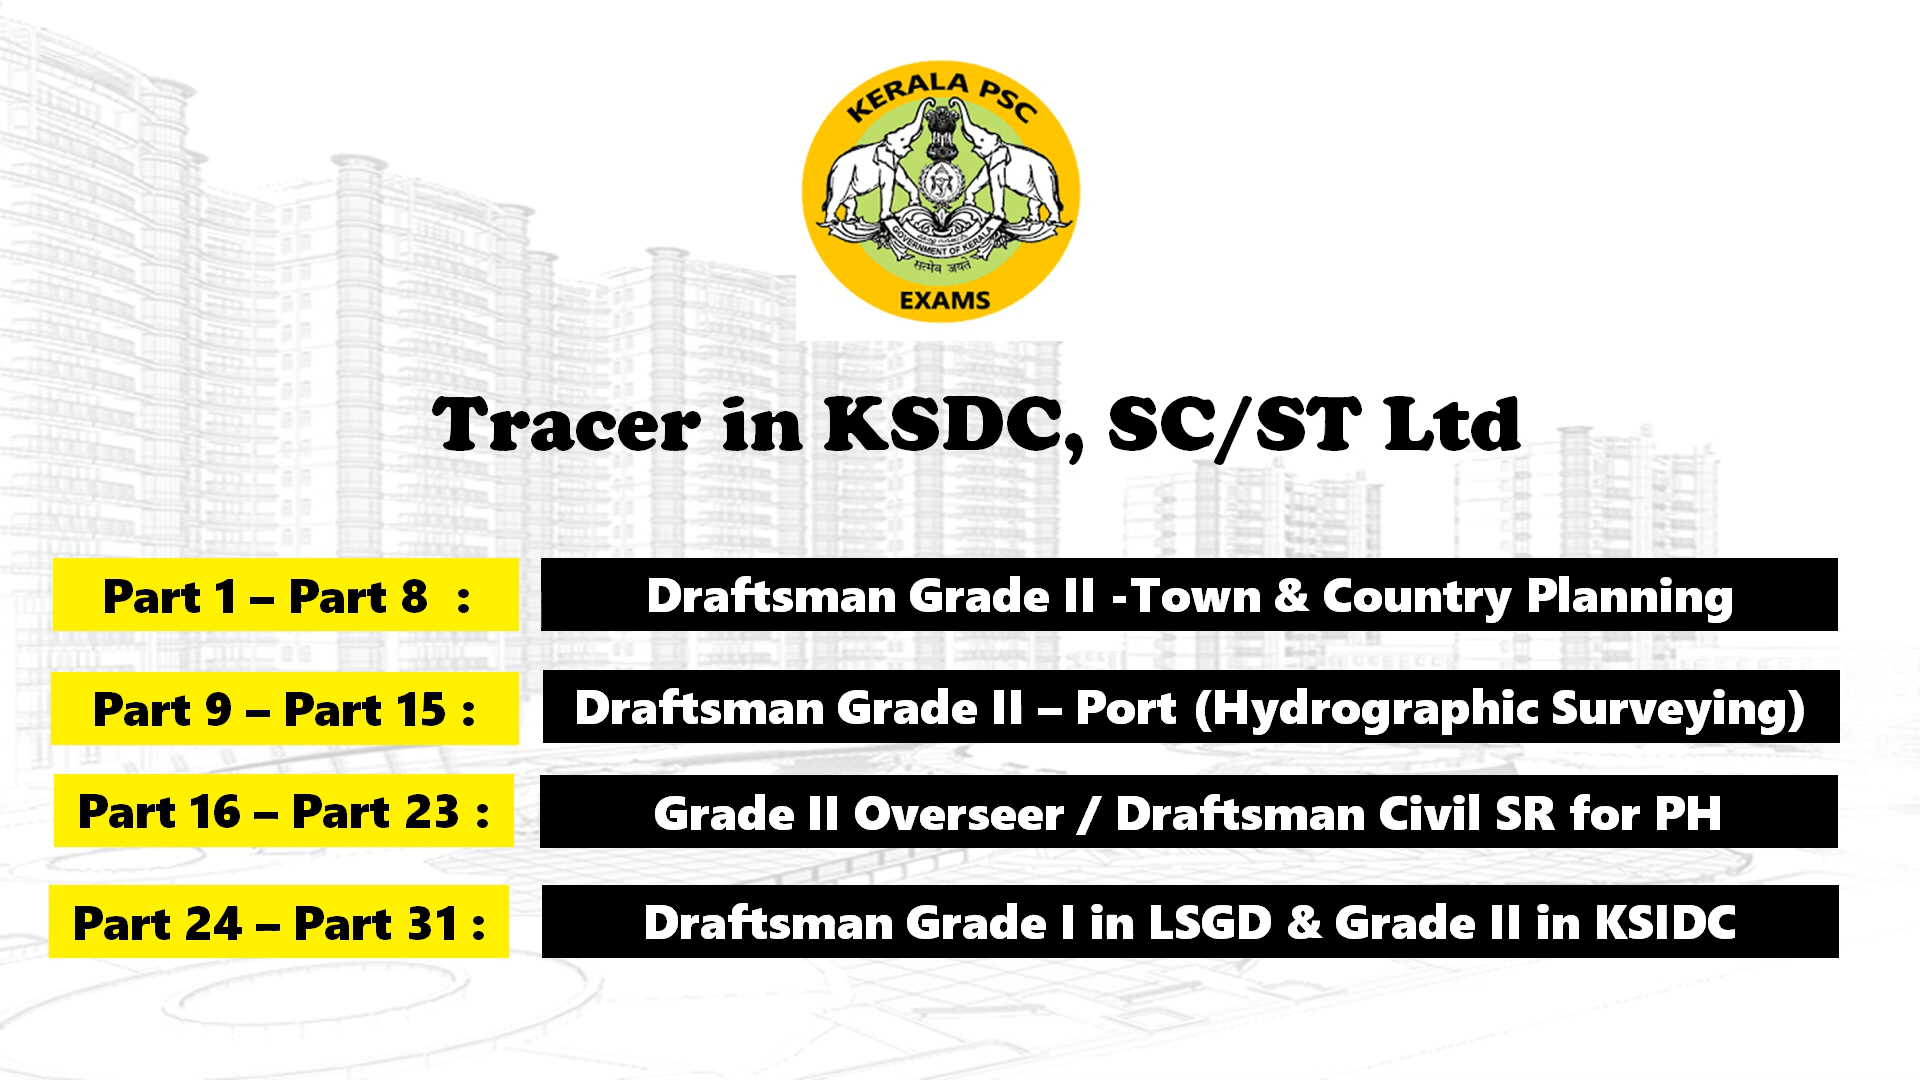 KERALA PSC
GOVERNMENT OF KERALA
सत्मेव जयते
EXAMS
Tracer in KSDC, SC/ST Ltd
Part 1 – Part 8 :
Draftsman Grade II -Town & Country Planning
Part 9 – Part 15 :
Draftsman Grade II – Port (Hydrographic Surveying)
Part 16 – Part 23 :
Grade II Overseer / Draftsman Civil SR for PH
Part 24 – Part 31 :
Draftsman Grade I in LSGD & Grade II in KSIDC